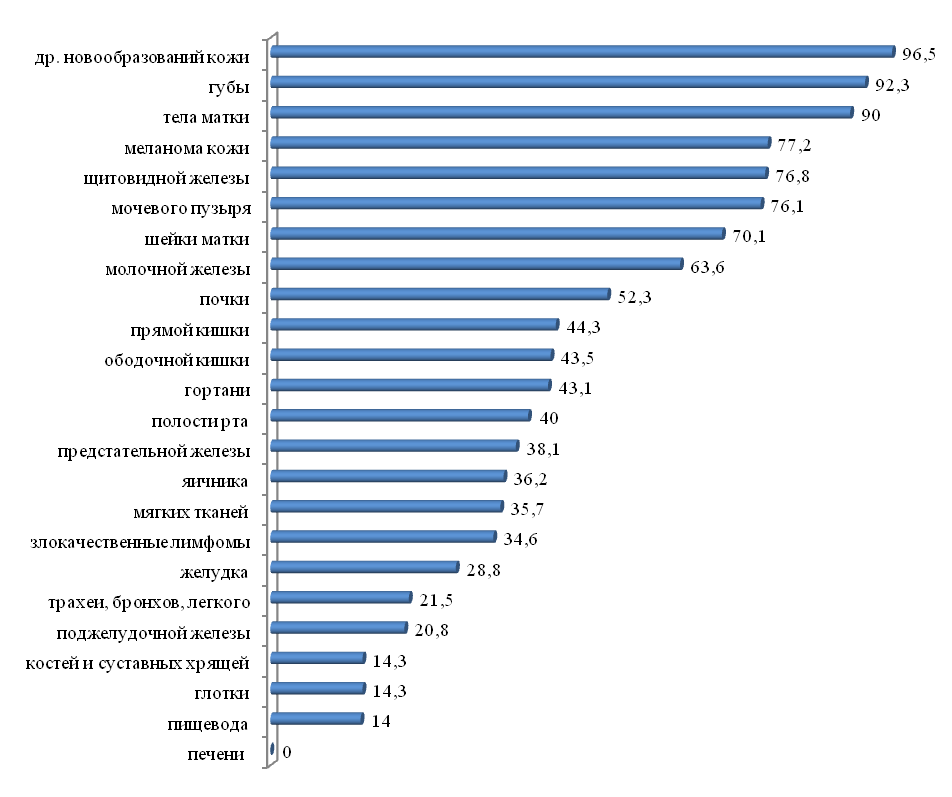 др. новообразований кожи 96,5
губы 92,3
тела матки 90
меланома кожи 77,2
щитовидной железы 76,8
мочевого пузыря 76,1
шейки матки 70,1
молочной железы 63,6
почки 52,3
прямой кишки 44,3
ободочной кишки 43,5
гортани 43,1
полости рта 40
предстательной железы 38,1
яичника 36,2
мягких тканей 35,7
злокачественные лимфомы 34,6
желудка 28,8
трахеи, бронхов, легкого 21,5
поджелудочной железы 20,8
костей и суставных хрящей 14,3
глотки 14,3
пищевода 14
печени 0